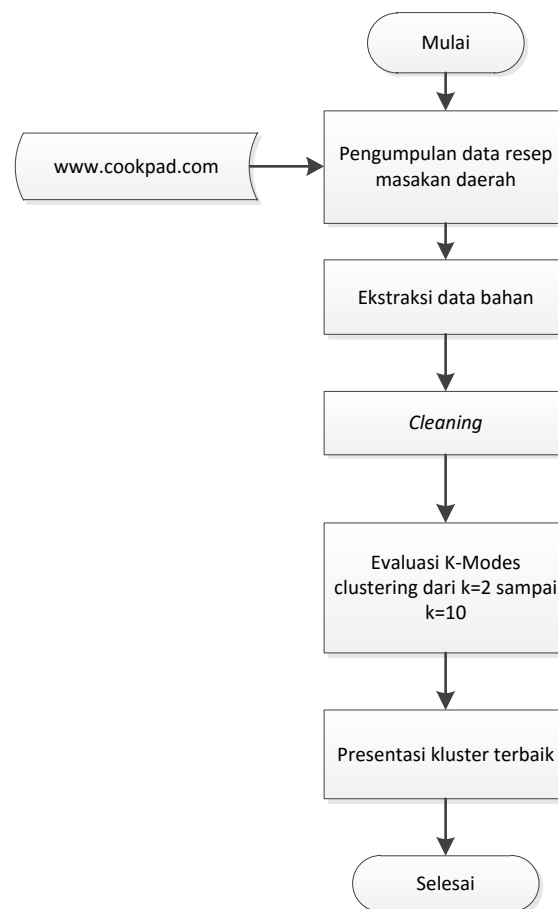 Mulai
www.cookpad.com
Pengumpulan data resep
masakan daerah
Ekstraksi data bahan
Cleaning
Evaluasi K-Modes
clustering dari k=2 sampai
k=10
Presentasi kluster terbaik
Selesai